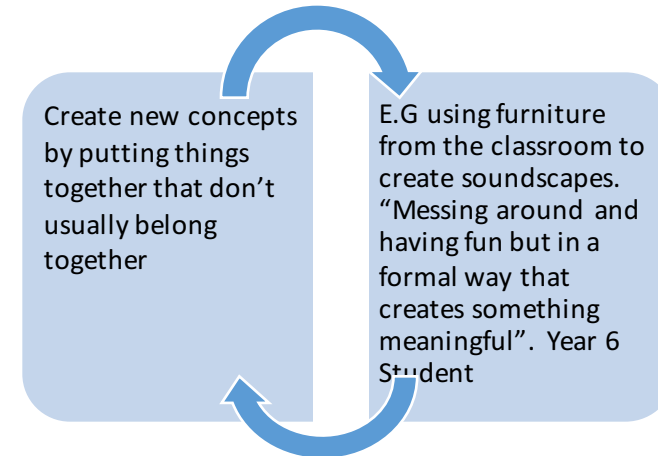 Create new concepts
by putting things
together that don’t
usually belong
together
E.G using furniture
from the classroom to
create soundscapes.
“Messing around and
having fun but in a
formal way that
creates something
meaningful”. Year 6
Student